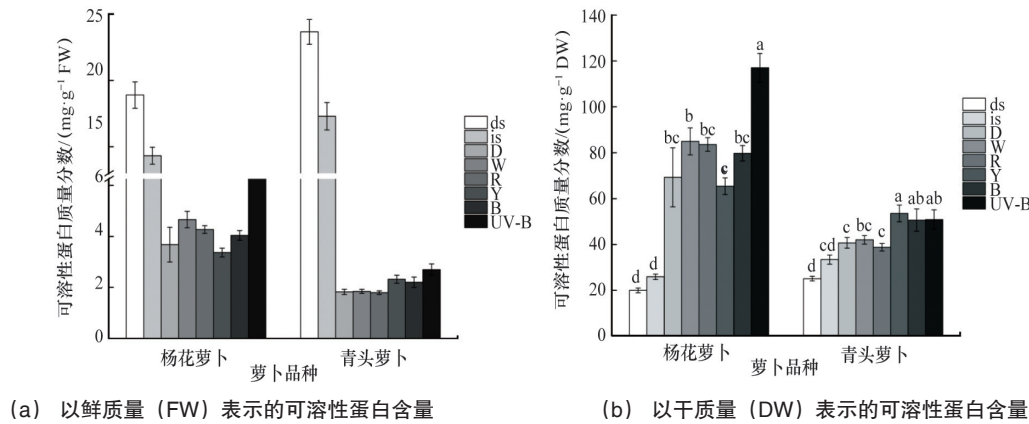 可溶性蛋白质量分数/(mg·g⁻¹ FW)
25
20
15
6
4
2
0
杨花萝卜
青头萝卜
萝卜品种
ds
is
D
W
R
Y
B
UV-B
(a) 以鲜质量（FW）表示的可溶性蛋白含量
可溶性蛋白质量分数/(mg·g⁻¹ DW)
140
120
100
80
60
40
20
0
d
d
bc
b
bc
c
bc
a
d
cd
c
bc
c
a
ab
ab
杨花萝卜
青头萝卜
萝卜品种
ds
is
D
W
R
Y
B
UV-B
(b) 以干质量（DW）表示的可溶性蛋白含量